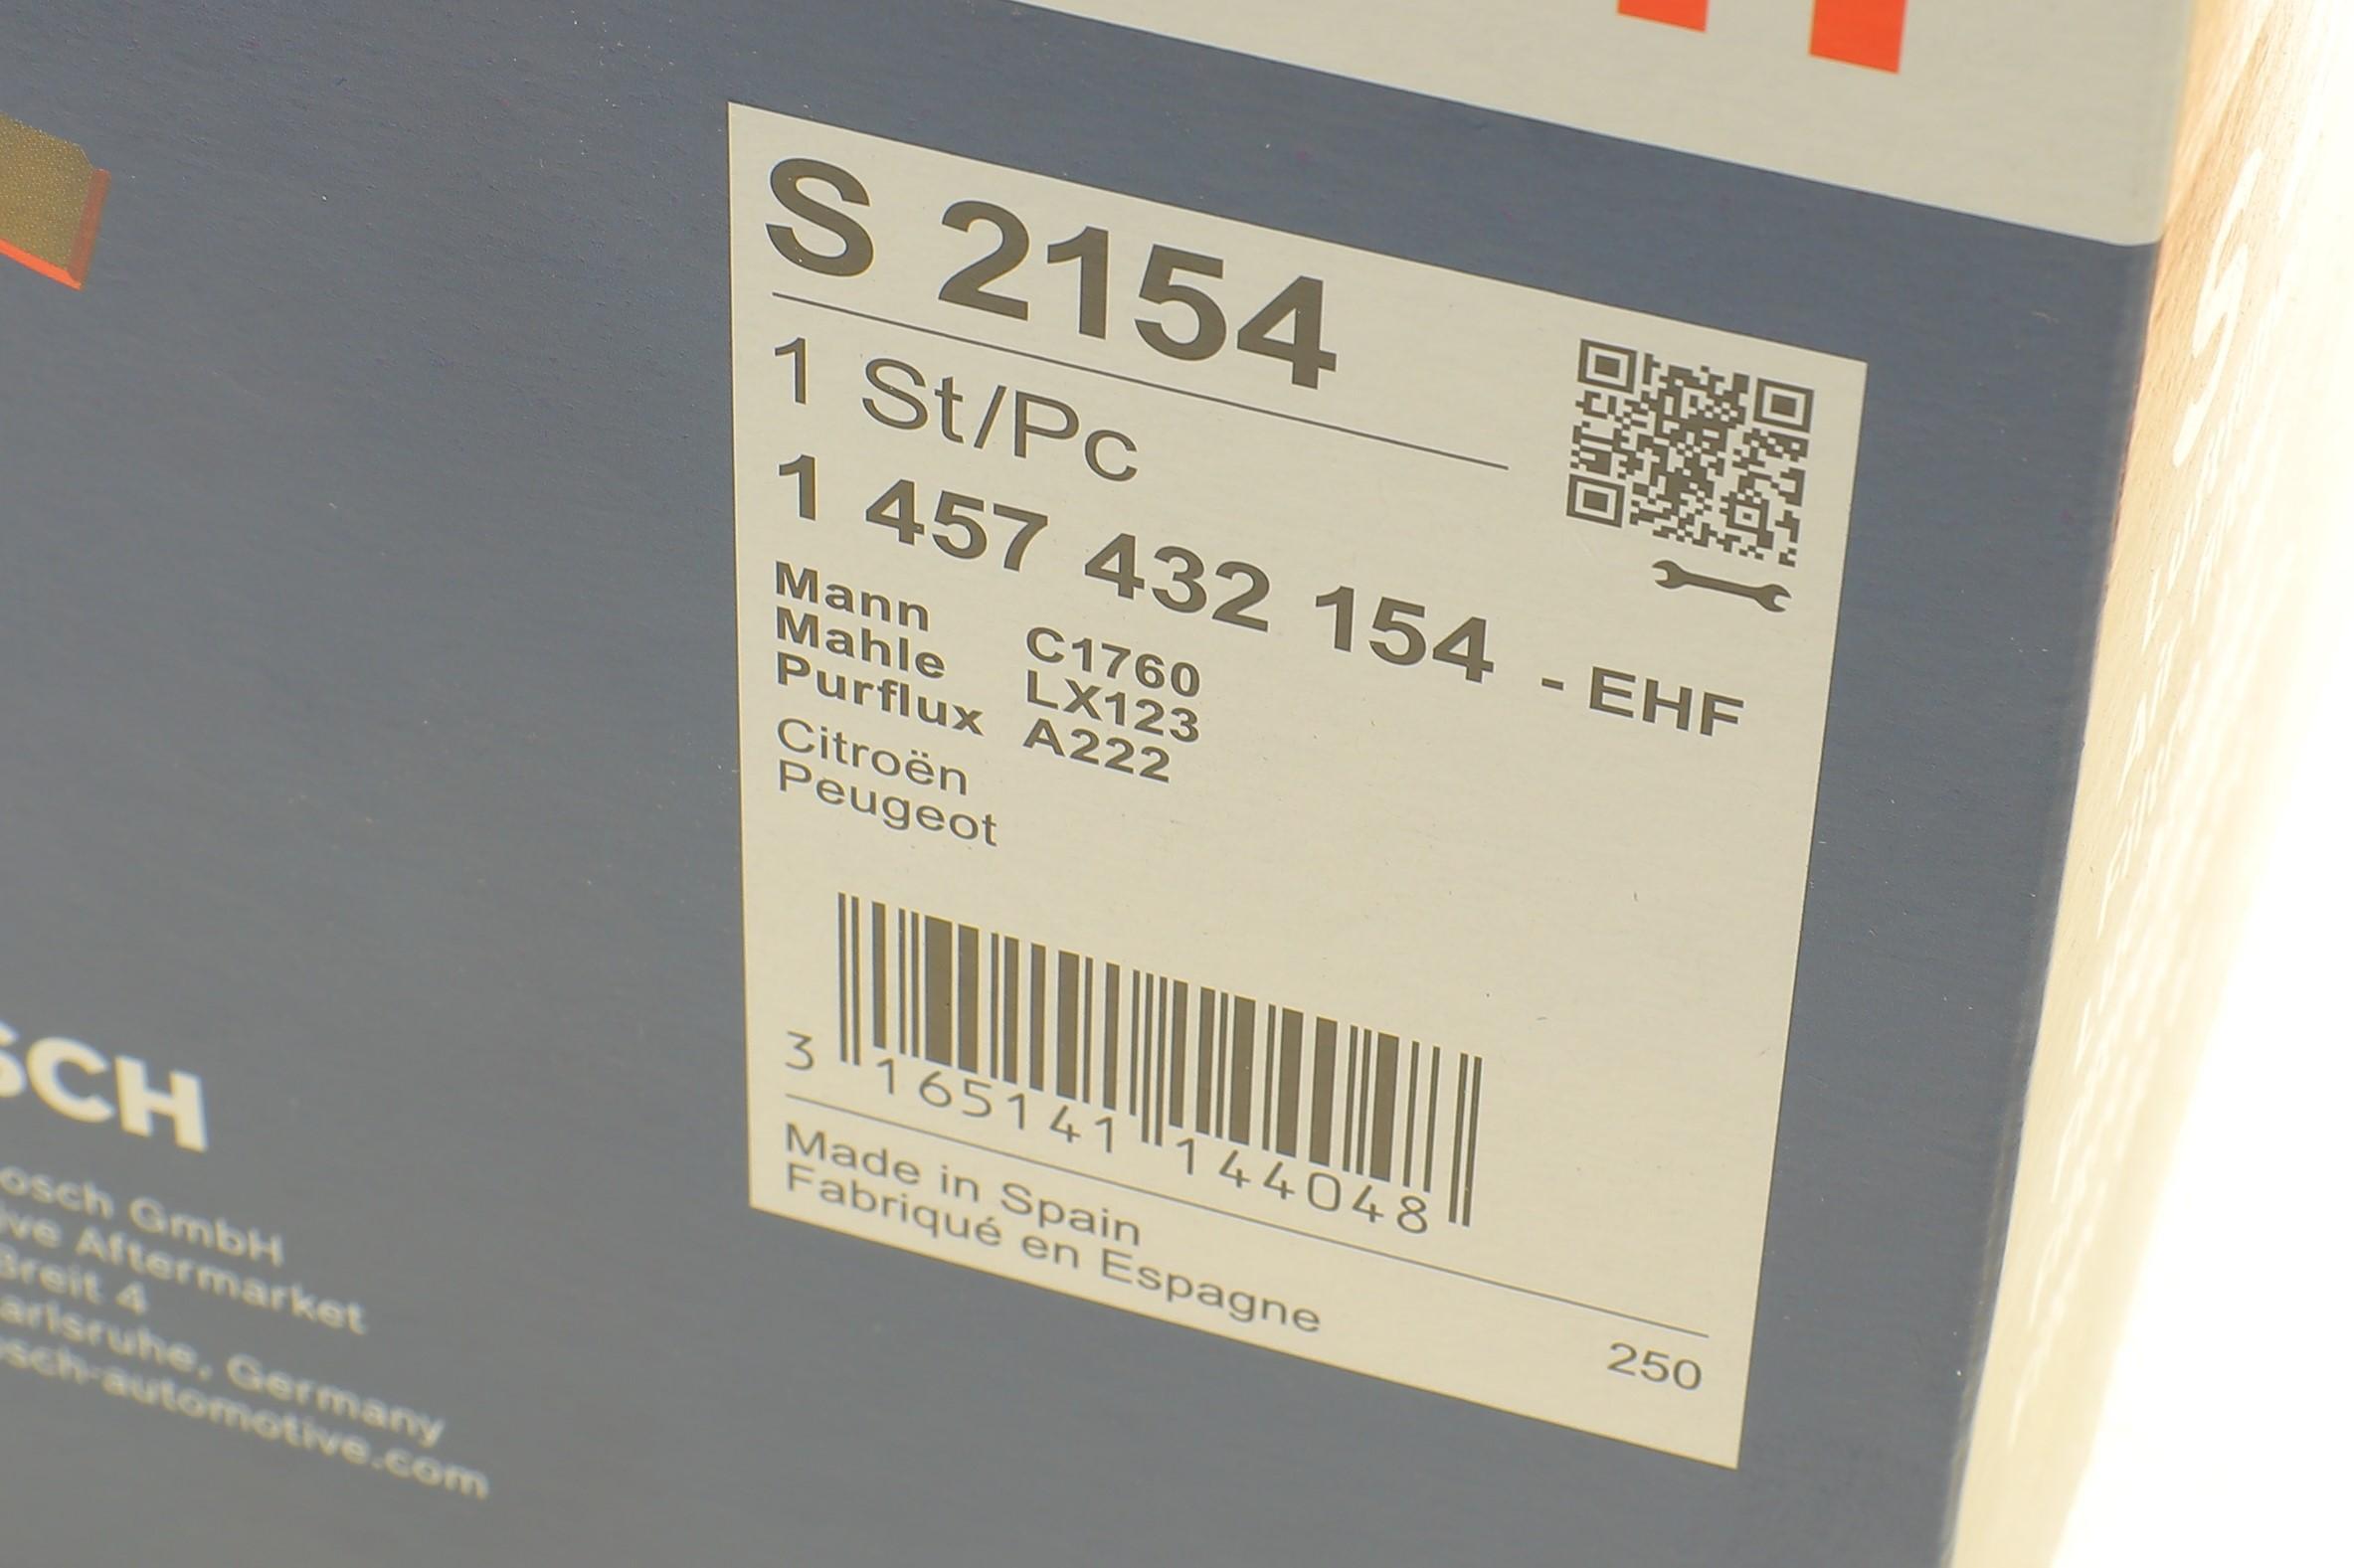 S 2154
1 St/Pc
1 457 432 154 - EHF
Mann C1760
Mahle LX123
Purflux A222
Citroën
Peugeot
3 165141 144048
Made in Spain
Fabriqué en Espagne
250
SCH
osch GmbH
ive Aftermarket
Breit 4
arlsruhe, Germany
osch-automotive.com